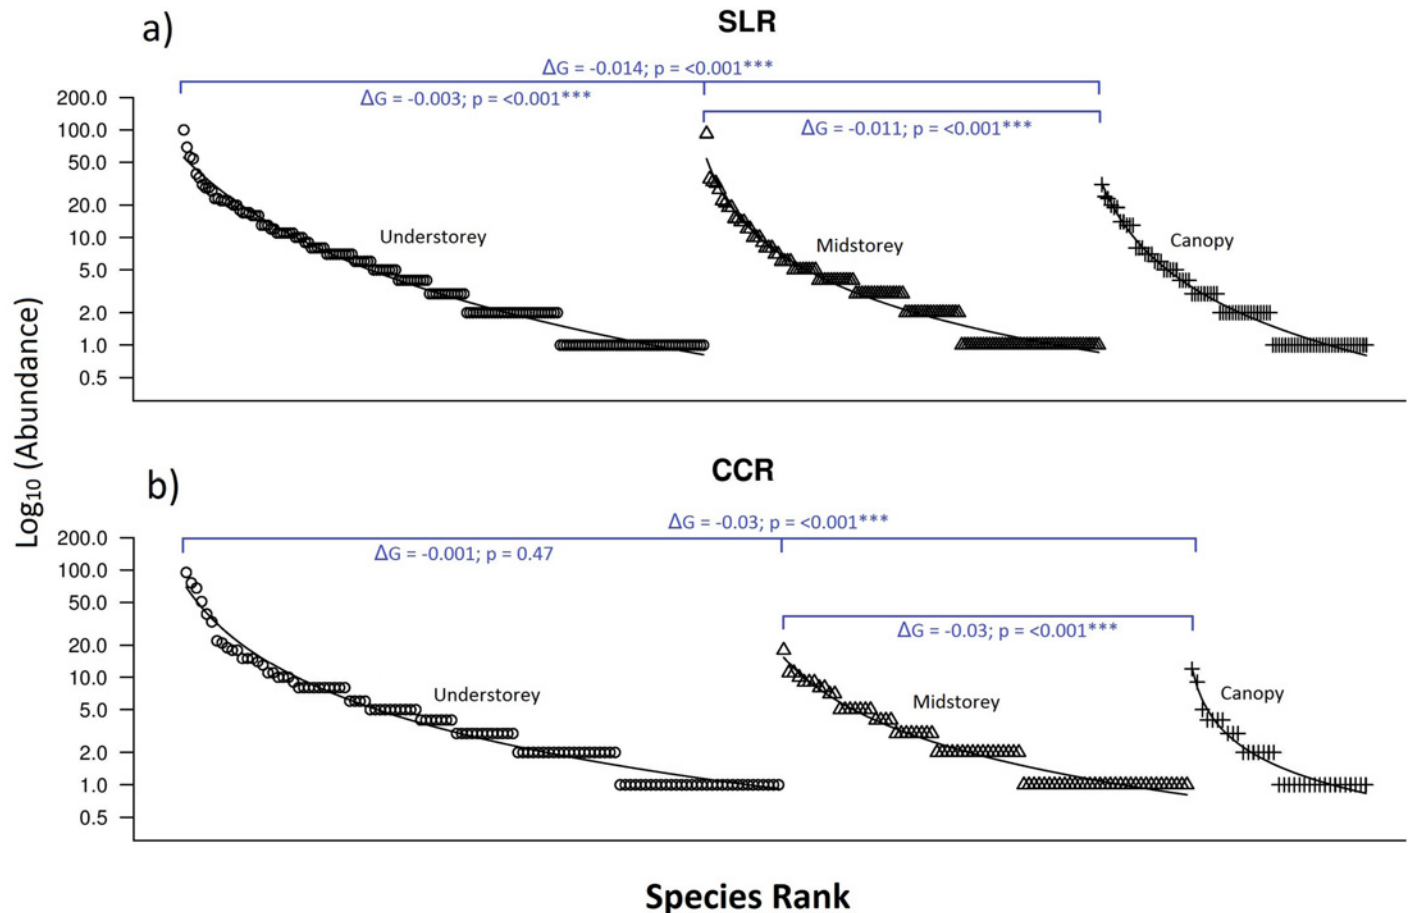 a)
SLR
ΔG = -0.014; p = <0.001***
ΔG = -0.003; p = <0.001***
ΔG = -0.011; p = <0.001***
200.0
100.0
50.0
20.0
10.0
5.0
2.0
1.0
0.5
Understorey
Midstorey
Canopy
Log10 (Abundance)
b)
CCR
ΔG = -0.03; p = <0.001***
ΔG = -0.001; p = 0.47
ΔG = -0.03; p = <0.001***
200.0
100.0
50.0
20.0
10.0
5.0
2.0
1.0
0.5
Understorey
Midstorey
Canopy
Species Rank